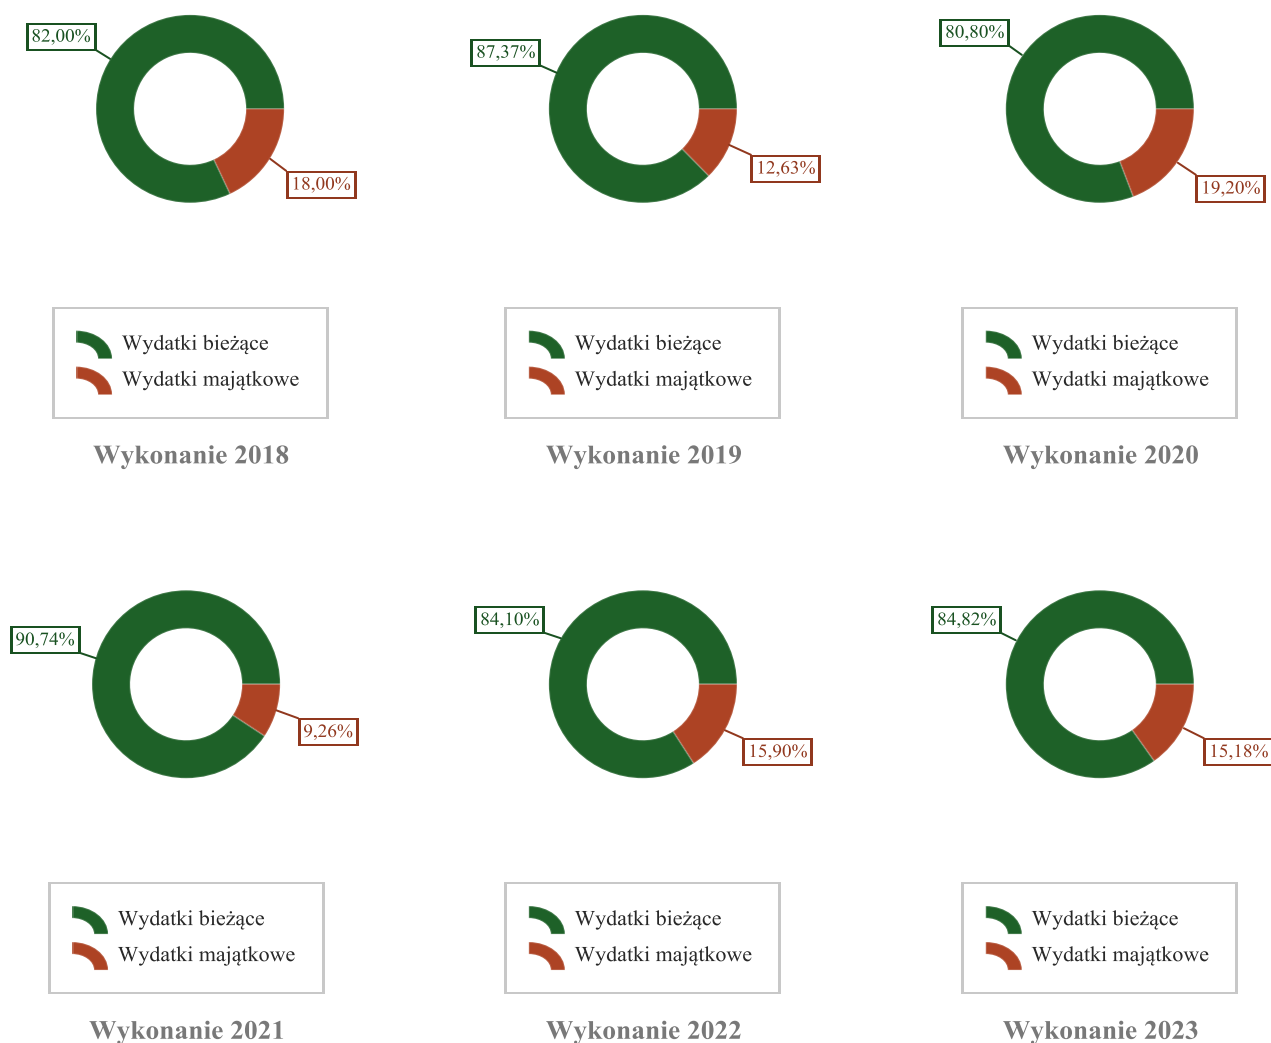 82,00%
18,00%
Wydatki bieżące
Wydatki majątkowe
Wykonanie 2018
87,37%
12,63%
Wydatki bieżące
Wydatki majątkowe
Wykonanie 2019
80,80%
19,20%
Wydatki bieżące
Wydatki majątkowe
Wykonanie 2020
90,74%
9,26%
Wydatki bieżące
Wydatki majątkowe
Wykonanie 2021
84,10%
15,90%
Wydatki bieżące
Wydatki majątkowe
Wykonanie 2022
84,82%
15,18%
Wydatki bieżące
Wydatki majątkowe
Wykonanie 2023